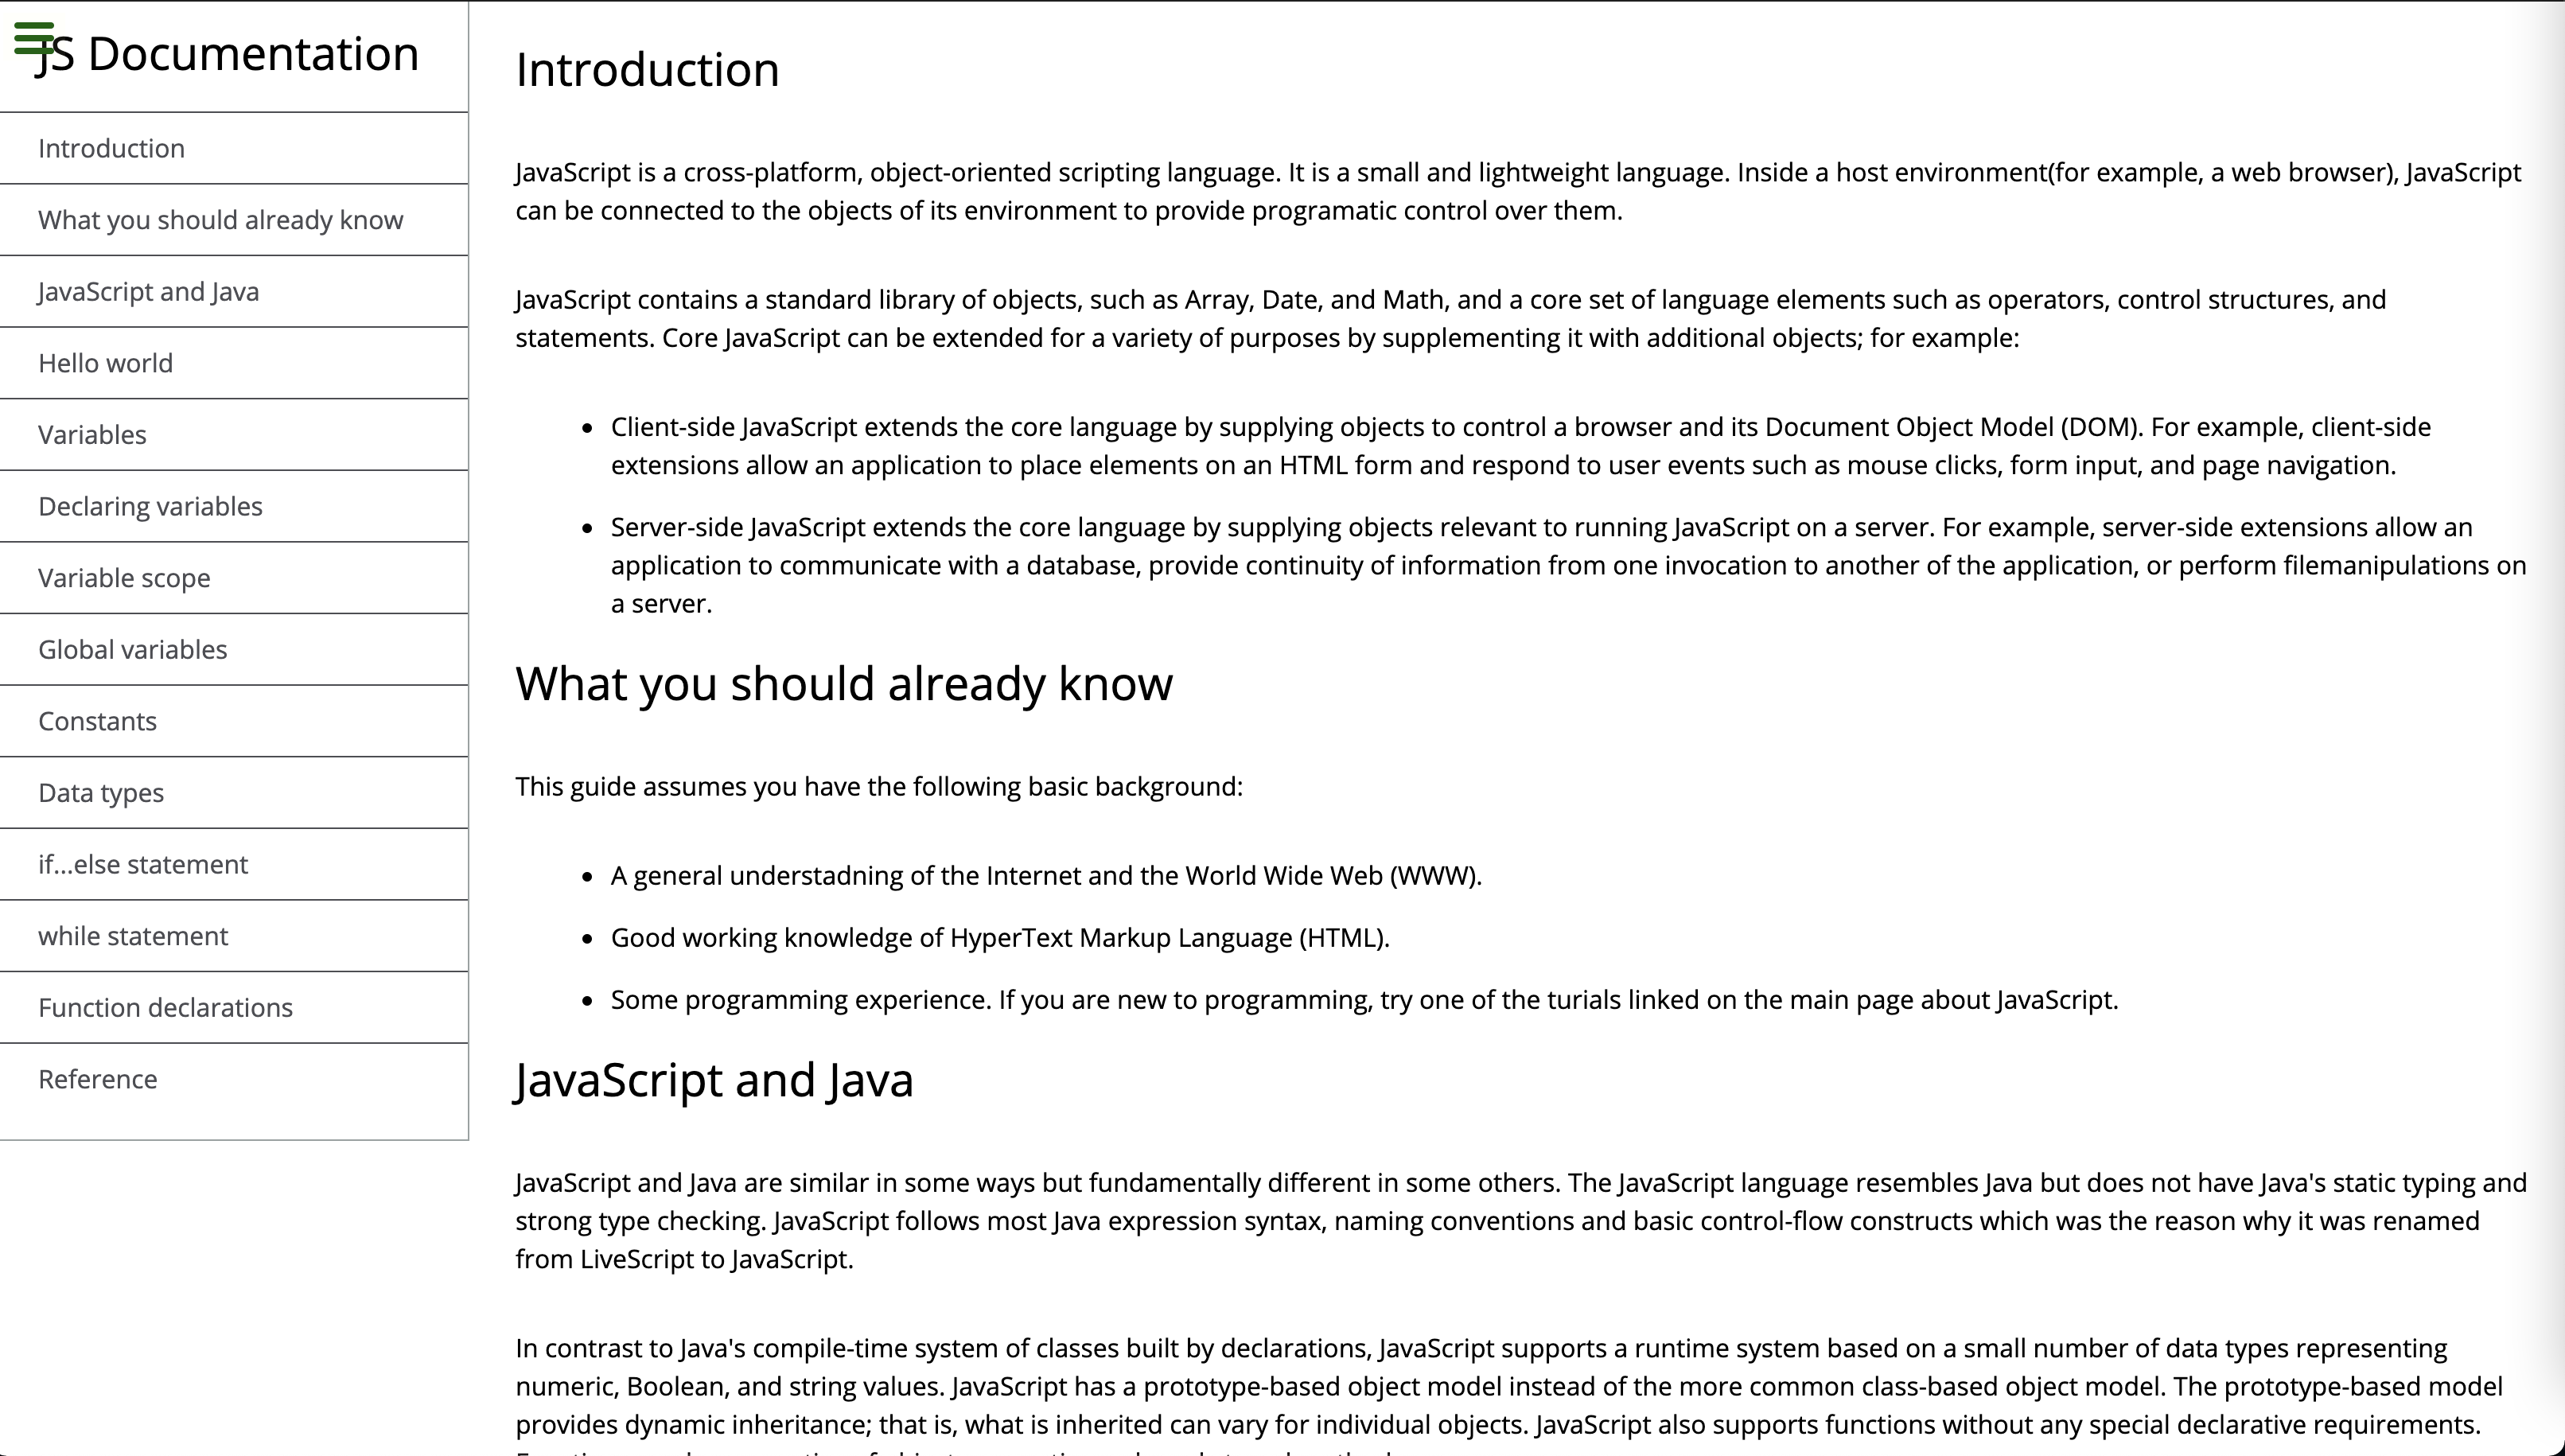 JS Documentation
Introduction
What you should already know
JavaScript and Java
Hello world
Variables
Declaring variables
Variable scope
Global variables
Constants
Data types
if...else statement
while statement
Function declarations
Reference
Introduction
JavaScript is a cross-platform, object-oriented scripting language. It is a small and lightweight language. Inside a host environment(for example, a web browser), JavaScript
can be connected to the objects of its environment to provide programatic control over them.
JavaScript contains a standard library of objects, such as Array, Date, and Math, and a core set of language elements such as operators, control structures, and
statements. Core JavaScript can be extended for a variety of purposes by supplementing it with additional objects; for example:
• Client-side JavaScript extends the core language by supplying objects to control a browser and its Document Object Model (DOM). For example, client-side
extensions allow an application to place elements on an HTML form and respond to user events such as mouse clicks, form input, and page navigation.
• Server-side JavaScript extends the core language by supplying objects relevant to running JavaScript on a server. For example, server-side extensions allow an
application to communicate with a database, provide continuity of information from one invocation to another of the application, or perform filemanipulations on
a server.
What you should already know
This guide assumes you have the following basic background:
• A general understadning of the Internet and the World Wide Web (WWW).
• Good working knowledge of HyperText Markup Language (HTML).
• Some programming experience. If you are new to programming, try one of the turials linked on the main page about JavaScript.
JavaScript and Java
JavaScript and Java are similar in some ways but fundamentally different in some others. The JavaScript language resembles Java but does not have Java's static typing and
strong type checking. JavaScript follows most Java expression syntax, naming conventions and basic control-flow constructs which was the reason why it was renamed
from LiveScript to JavaScript.
In contrast to Java's compile-time system of classes built by declarations, JavaScript supports a runtime system based on a small number of data types representing
numeric, Boolean, and string values. JavaScript has a prototype-based object model instead of the more common class-based object model. The prototype-based model
provides dynamic inheritance; that is, what is inherited can vary for individual objects. JavaScript also supports functions without any special declarative requirements.